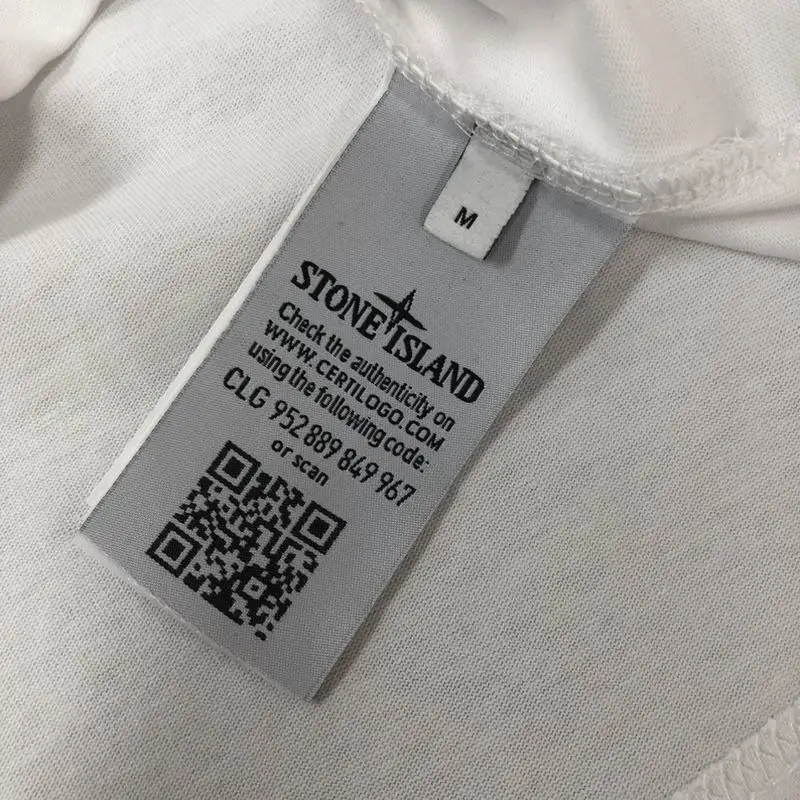 M
STONE ISLAND
Check the authenticity on
WWW.CERTILOGO.COM
using the following code:
CLG 952 889 849 967
or scan